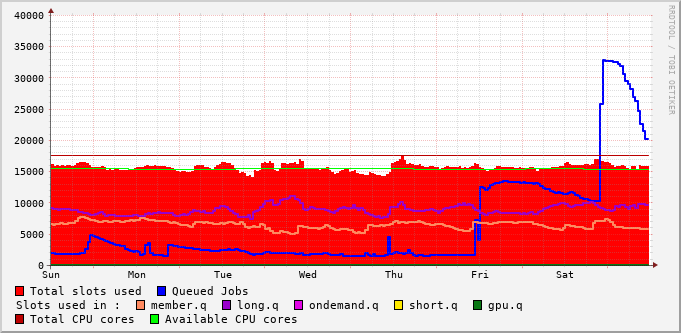 40000
35000
30000
25000
20000
15000
10000
5000
0
Sun Mon Tue Wed Thu Fri Sat
RRDTOOL / TOBI OETIKER
Total slots used Queued Jobs
Slots used in : member.q long.q ondemand.q short.q gpu.q
Total CPU cores Available CPU cores